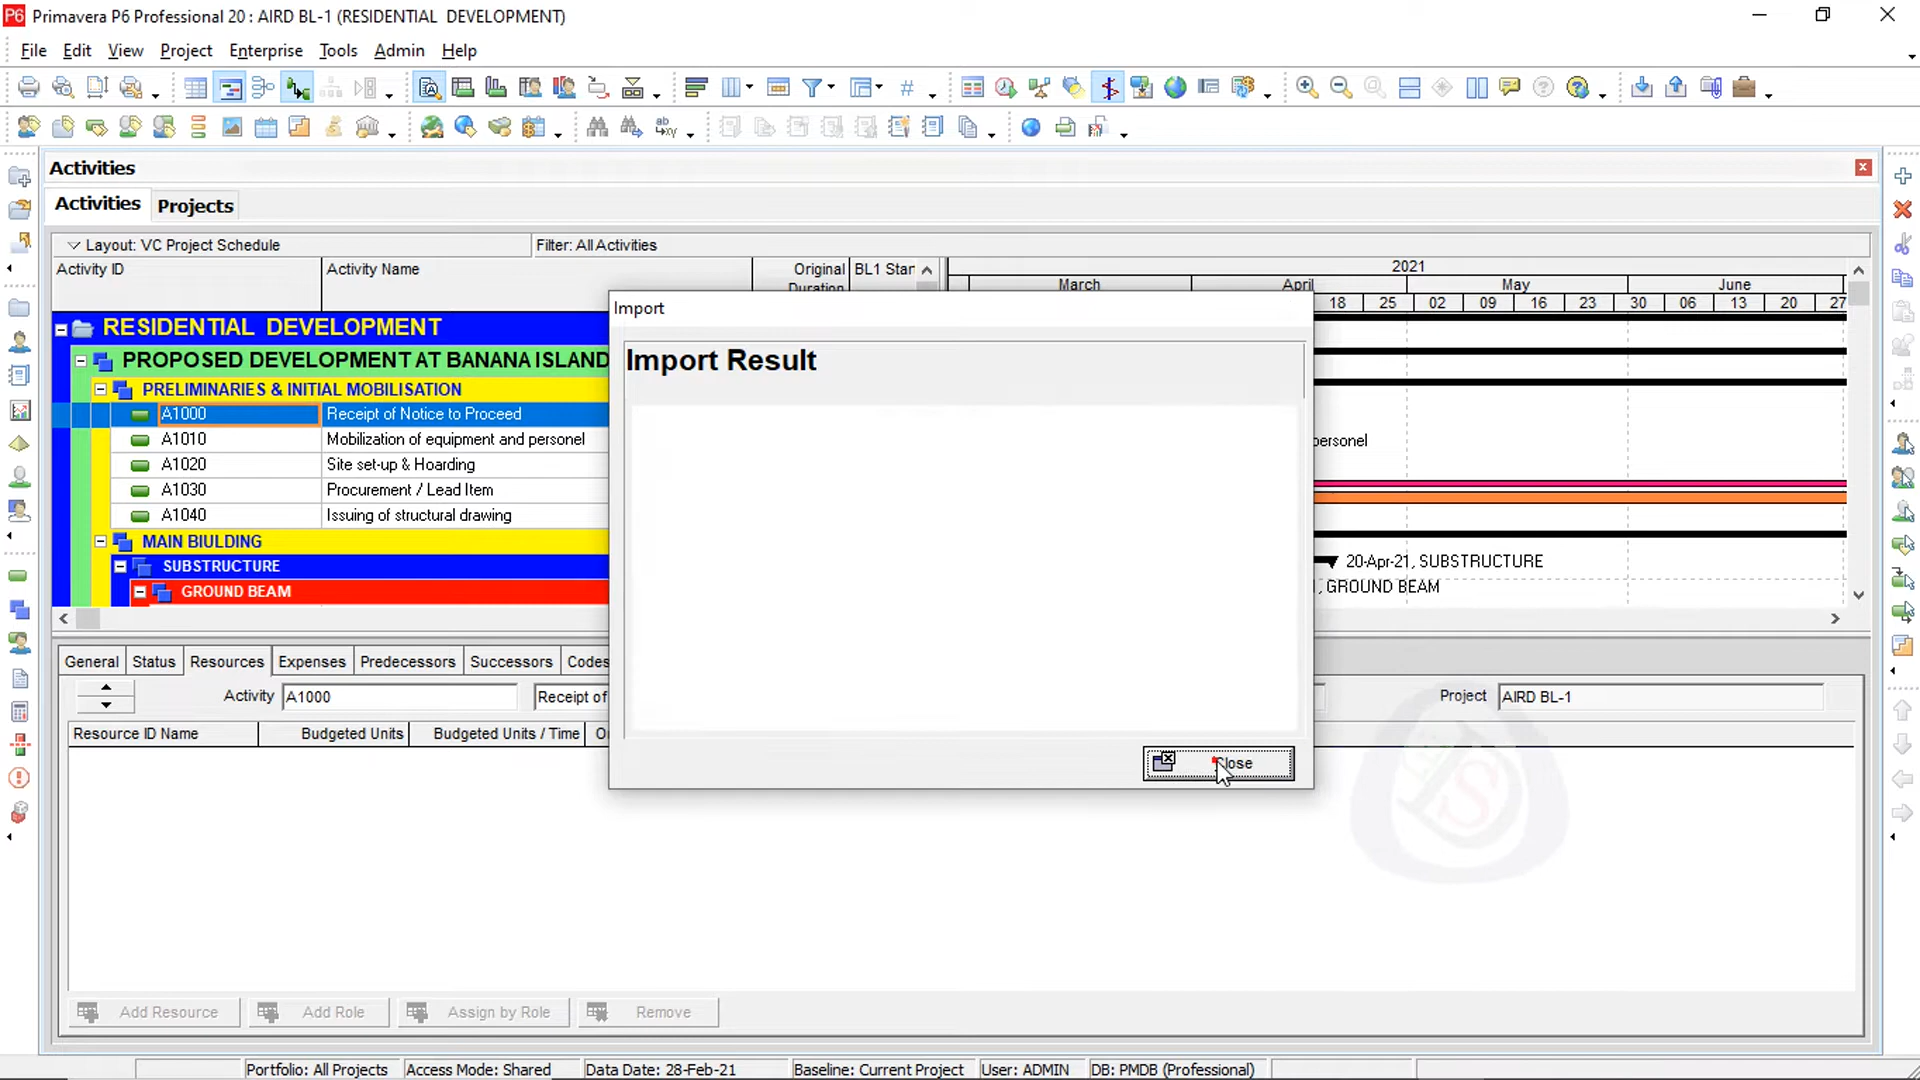 P6 Primavera P6 Professional 20 : AIRD BL-1 (RESIDENTIAL DEVELOPMENT)
File Edit View Project Enterprise Tools Admin Help
Activities
Activities Projects
Layout: VC Project Schedule Filter: All Activities
Activity ID Activity Name Original BL1 Star 2021
Duration March April May June
18 25 02 09 16 23 30 06 13 20 27
RESIDENTIAL DEVELOPMENT
PROPOSED DEVELOPMENT AT BANANA ISLAND
PRELIMINARIES & INITIAL MOBILISATION
A1000 Receipt of Notice to Proceed
A1010 Mobilization of equipment and personel personel
A1020 Site set-up & Hoarding
A1030 Procurement / Lead Item
A1040 Issuing of structural drawing
MAIN BIULDING
SUBSTRUCTURE 20-Apr-21, SUBSTRUCTURE
GROUND BEAM , GROUND BEAM
Import
Import Result
Close
General Status Resources Expenses Predecessors Successors Codes
Activity A1000 Receipt of Project AIRD BL-1
Resource ID Name Budgeted Units Budgeted Units / Time
Add Resource Add Role Assign by Role Remove
Portfolio: All Projects Access Mode: Shared Data Date: 28-Feb-21 Baseline: Current Project User: ADMIN DB: PMDB (Professional)